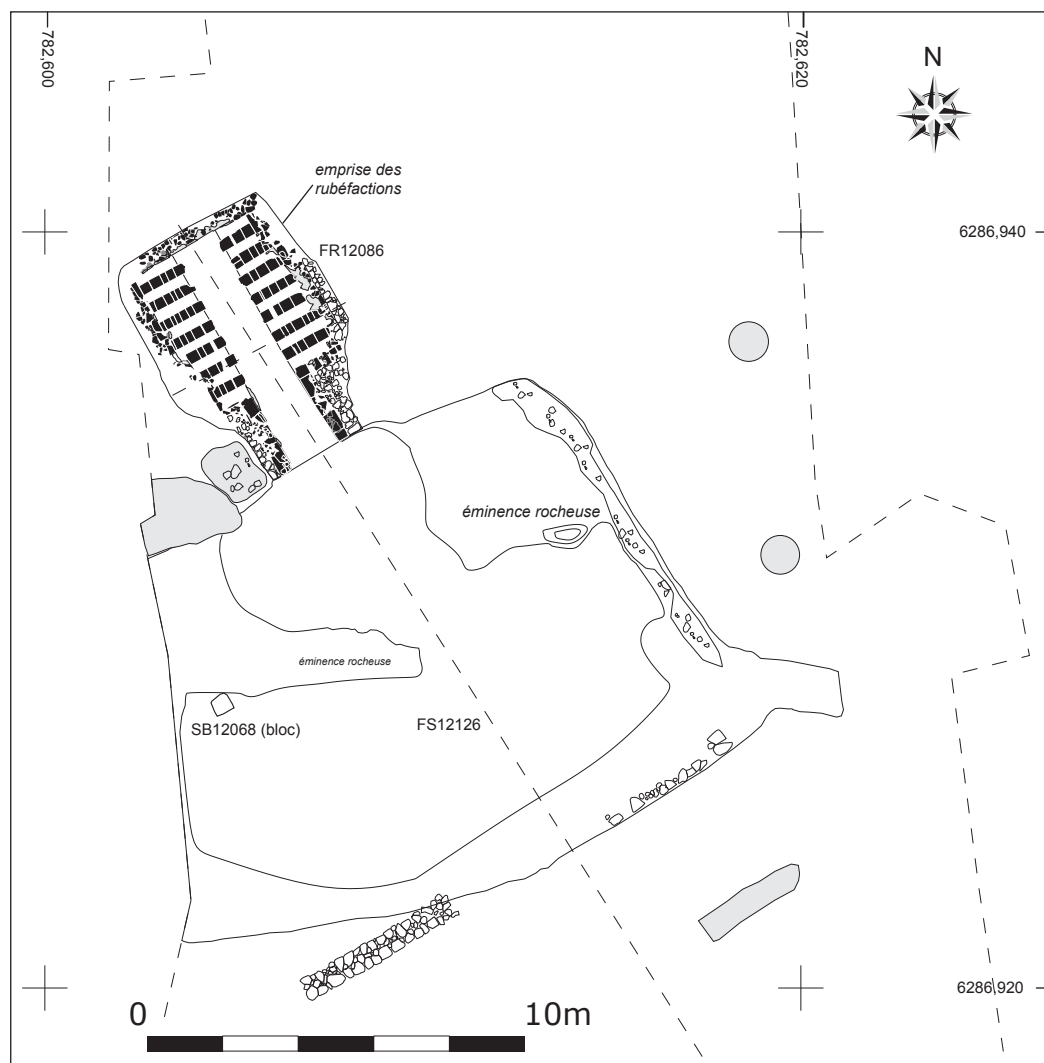 782,600
782,620
N
emprise des
rubéfactions
6286,940
FR12086
éminence rocheuse
éminence rocheuse
SB12068 (bloc)
FS12126
6286,920
0
10m